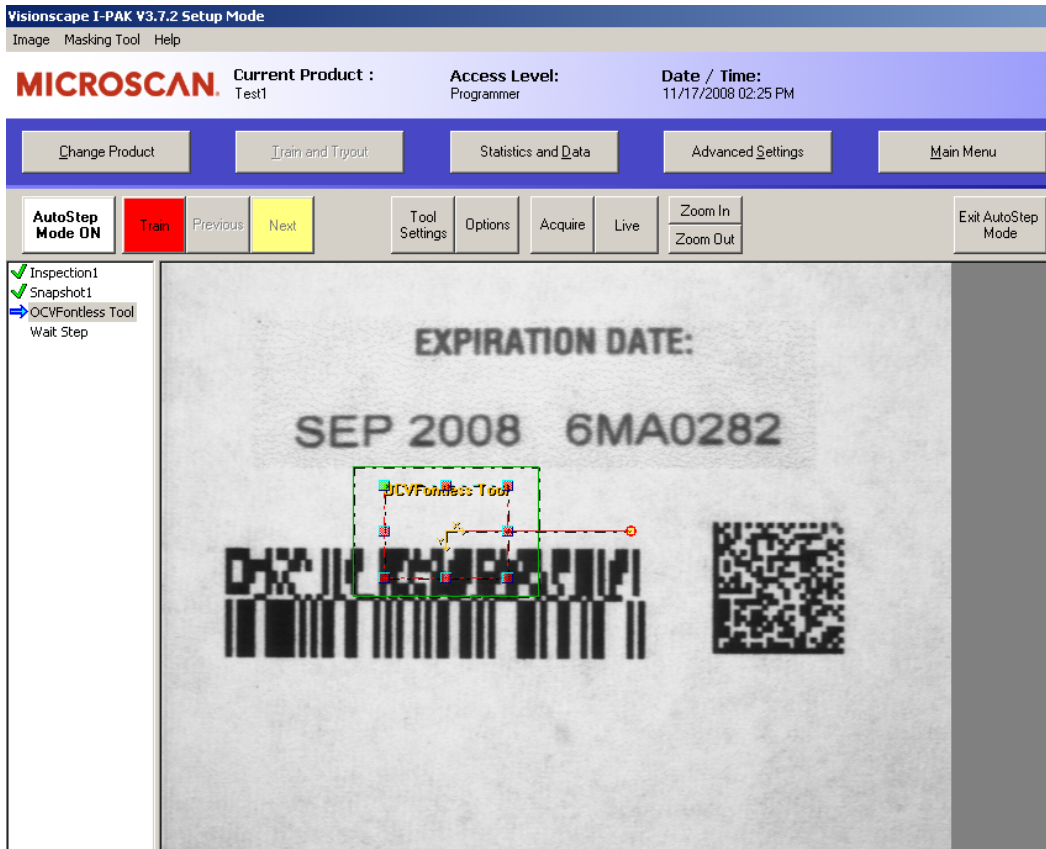 Visionscape I-PAK V3.7.2 Setup Mode
Image Masking Tool Help
MICROSCAN.
Current Product :
Test1
Access Level:
Programmer
Date / Time:
11/17/2008 02:25 PM
Change Product
Train and Tryout
Statistics and Data
Advanced Settings
Main Menu
AutoStep
Mode ON
Train
Previous
Next
Tool
Settings
Options
Acquire
Live
Zoom In
Zoom Out
Exit AutoStep
Mode
Inspection1
Snapshot1
OCVFontless Tool
Wait Step
EXPIRATION DATE:
SEP 2008 6MA0282
OCVFontless Tool
X
Y